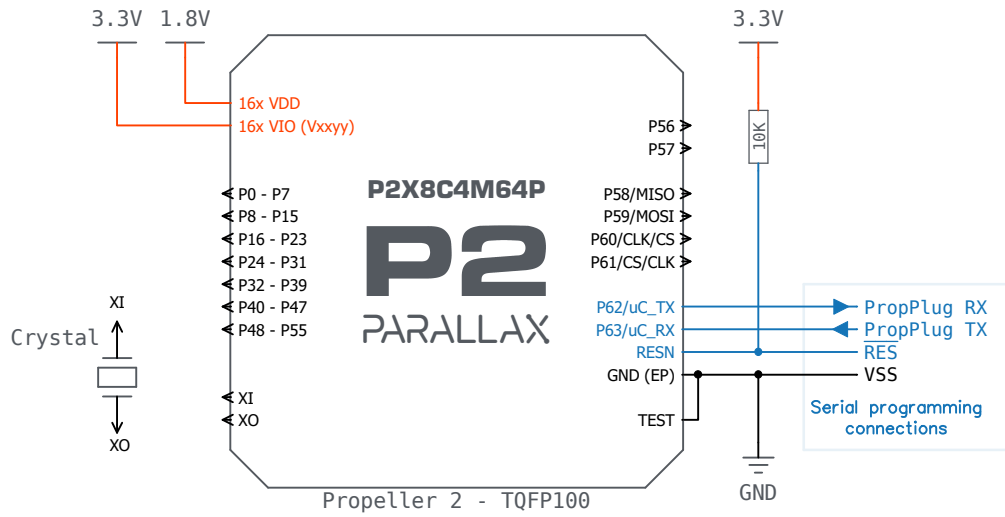 3.3V
1.8V
3.3V
16x VDD
16x VIO (Vxxyy)
P56
P57
10K
P2X8C4M64P
P2
PARALLAX
P0 - P7
P8 - P15
P16 - P23
P24 - P31
P32 - P39
P40 - P47
P48 - P55
P58/MISO
P59/MOSI
P60/CLK/CS
P61/CS/CLK
P62/uC_TX
P63/uC_RX
RESN
GND (EP)
TEST
PropPlug RX
PropPlug TX
RES
VSS
Serial programming
connections
XI
Crystal
XO
XI
XO
GND
Propeller 2 - TQFP100